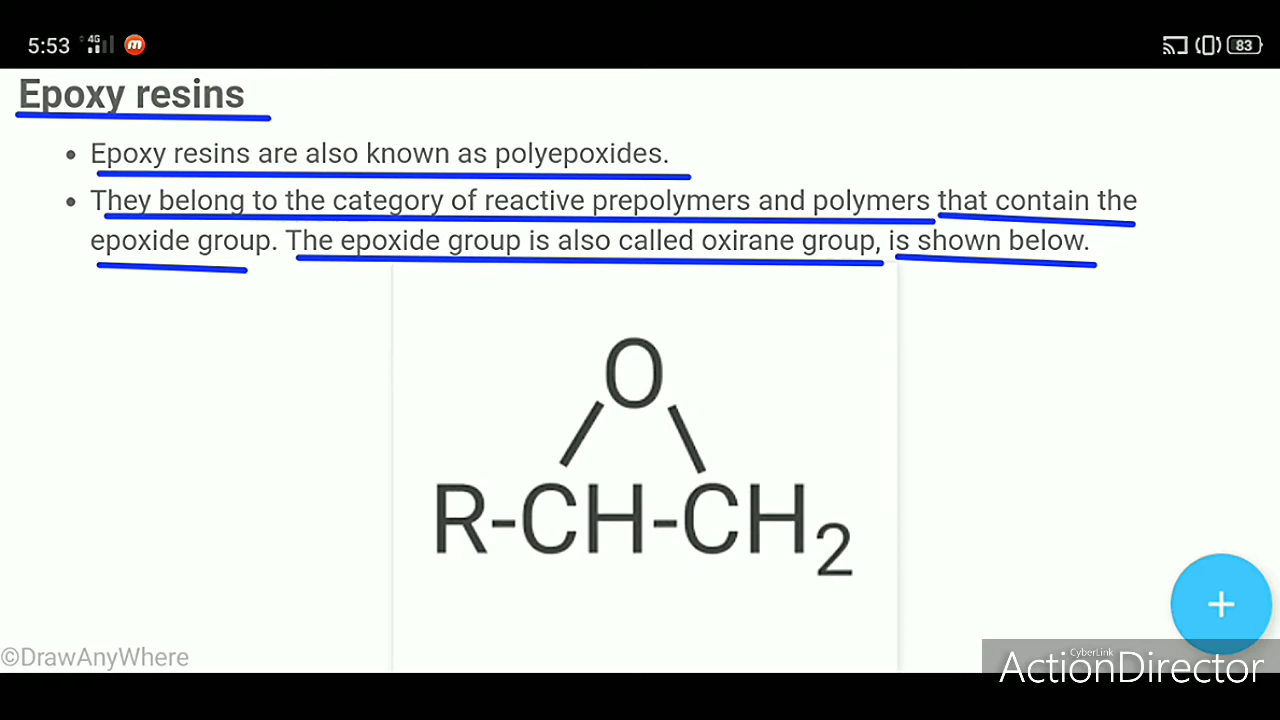 5:53 4G 83
Epoxy resins
• Epoxy resins are also known as polyepoxides.
• They belong to the category of reactive prepolymers and polymers that contain the
epoxide group. The epoxide group is also called oxirane group, is shown below.
O
R-CH-CH2
+
©DrawAnyWhere
CyberLink
ActionDirector